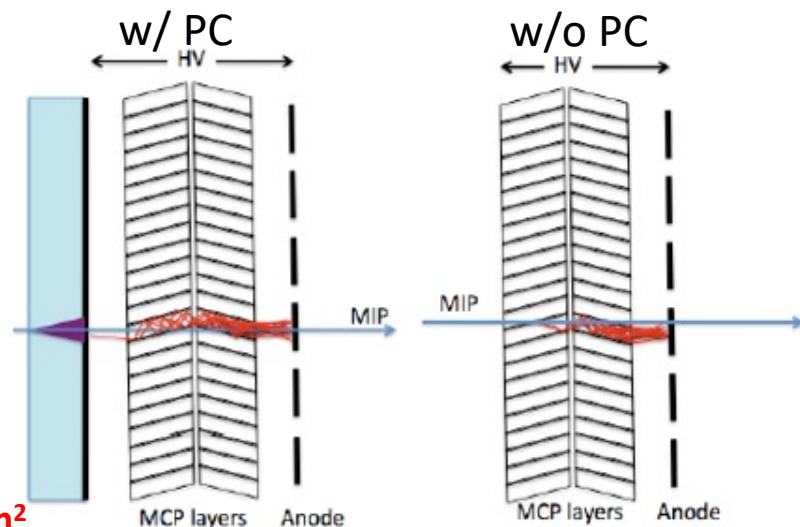 w/ PC
HV
MIP
MCP layers
Anode
w/o PC
HV
MIP
MCP layers
Anode